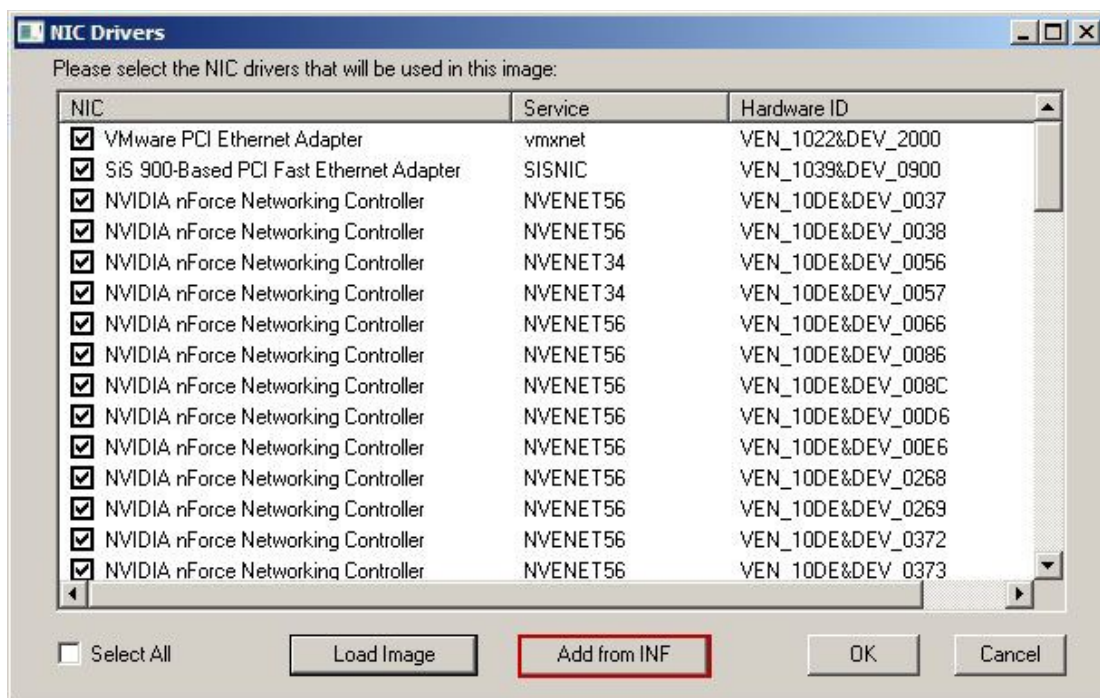 NIC Drivers
Please select the NIC drivers that will be used in this image:
NIC Service Hardware ID
VMware PCI Ethernet Adapter vmxnet VEN_1022&DEV_2000
SiS 900-Based PCI Fast Ethernet Adapter SISNIC VEN_1039&DEV_0900
NVIDIA nForce Networking Controller NVENET56 VEN_10DE&DEV_0037
NVIDIA nForce Networking Controller NVENET56 VEN_10DE&DEV_0038
NVIDIA nForce Networking Controller NVENET34 VEN_10DE&DEV_0056
NVIDIA nForce Networking Controller NVENET34 VEN_10DE&DEV_0057
NVIDIA nForce Networking Controller NVENET56 VEN_10DE&DEV_0066
NVIDIA nForce Networking Controller NVENET56 VEN_10DE&DEV_0086
NVIDIA nForce Networking Controller NVENET56 VEN_10DE&DEV_008C
NVIDIA nForce Networking Controller NVENET56 VEN_10DE&DEV_00D6
NVIDIA nForce Networking Controller NVENET56 VEN_10DE&DEV_00E6
NVIDIA nForce Networking Controller NVENET56 VEN_10DE&DEV_0268
NVIDIA nForce Networking Controller NVENET56 VEN_10DE&DEV_0269
NVIDIA nForce Networking Controller NVENET56 VEN_10DE&DEV_0372
NVIDIA nForce Networking Controller NVENET56 VEN_10DE&DEV_0373
Select All Load Image Add from INF OK Cancel